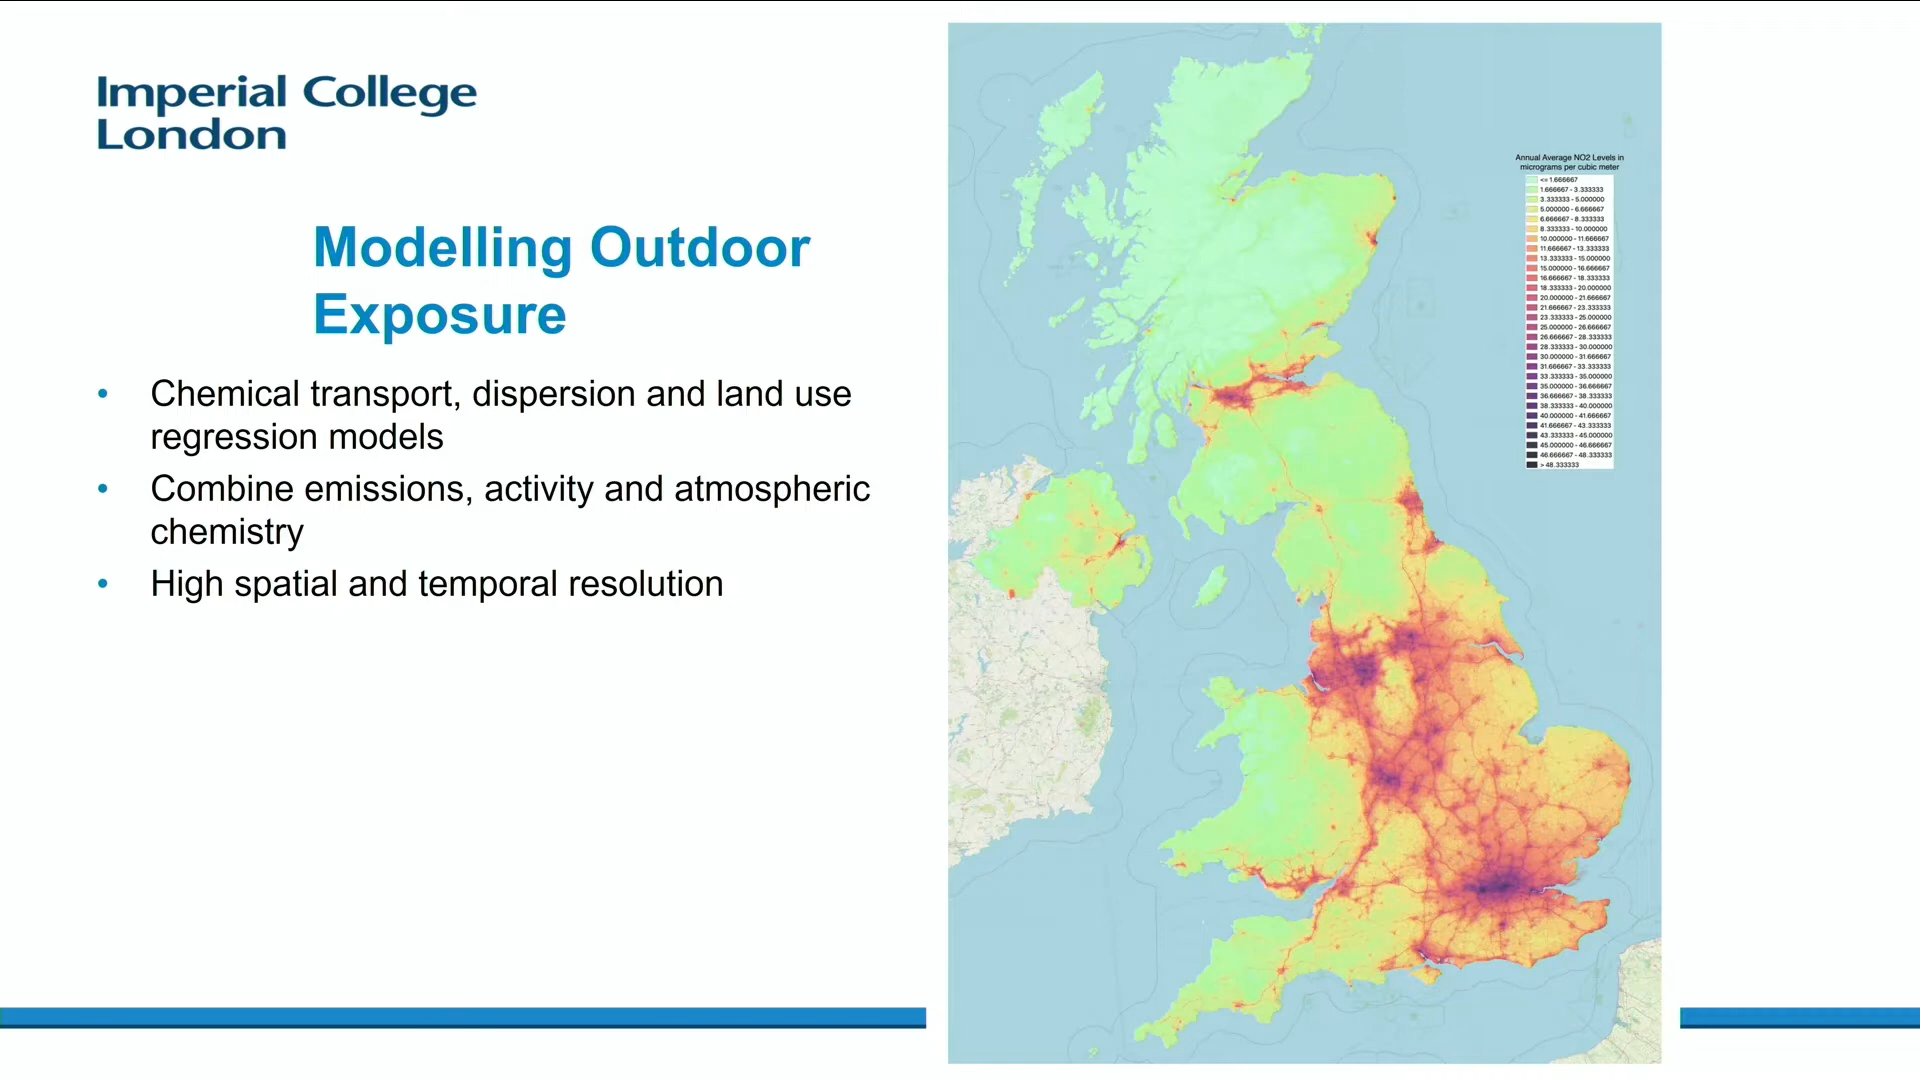 Imperial College
London
Modelling Outdoor
Exposure
• Chemical transport, dispersion and land use
regression models
• Combine emissions, activity and atmospheric
chemistry
• High spatial and temporal resolution
Annual Average NO2 Levels in
micrograms per cubic meter
<= 1.666667
1.666667 - 3.333333
3.333333 - 5.000000
5.000000 - 6.666667
6.666667 - 8.333333
8.333333 - 10.000000
10.000000 - 11.666667
11.666667 - 13.333333
13.333333 - 15.000000
15.000000 - 16.666667
16.666667 - 18.333333
18.333333 - 20.000000
20.000000 - 21.666667
21.666667 - 23.333333
23.333333 - 25.000000
25.000000 - 26.666667
26.666667 - 28.333333
28.333333 - 30.000000
30.000000 - 31.666667
31.666667 - 33.333333
33.333333 - 35.000000
35.000000 - 36.666667
36.666667 - 38.333333
38.333333 - 40.000000
40.000000 - 41.666667
41.666667 - 43.333333
43.333333 - 45.000000
45.000000 - 46.666667
46.666667 - 48.333333
> 48.333333